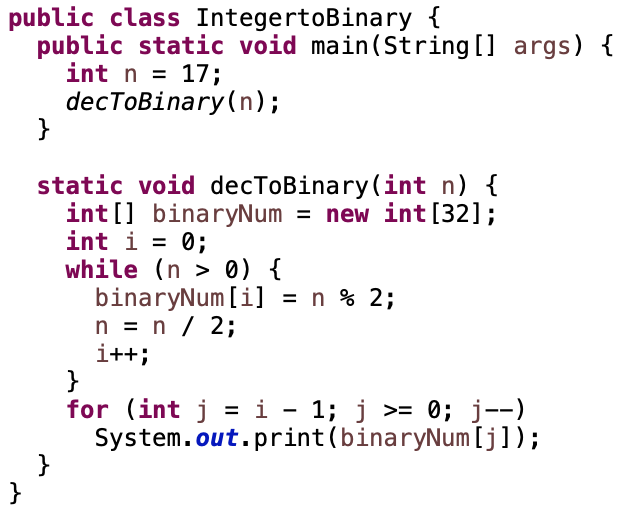 public class IntegertoBinary {
  public static void main(String[] args) {
    int n = 17;
    decToBinary(n);
  }

  static void decToBinary(int n) {
    int[] binaryNum = new int[32];
    int i = 0;
    while (n > 0) {
      binaryNum[i] = n % 2;
      n = n / 2;
      i++;
    }
    for (int j = i - 1; j >= 0; j--)
      System.out.print(binaryNum[j]);
  }
}